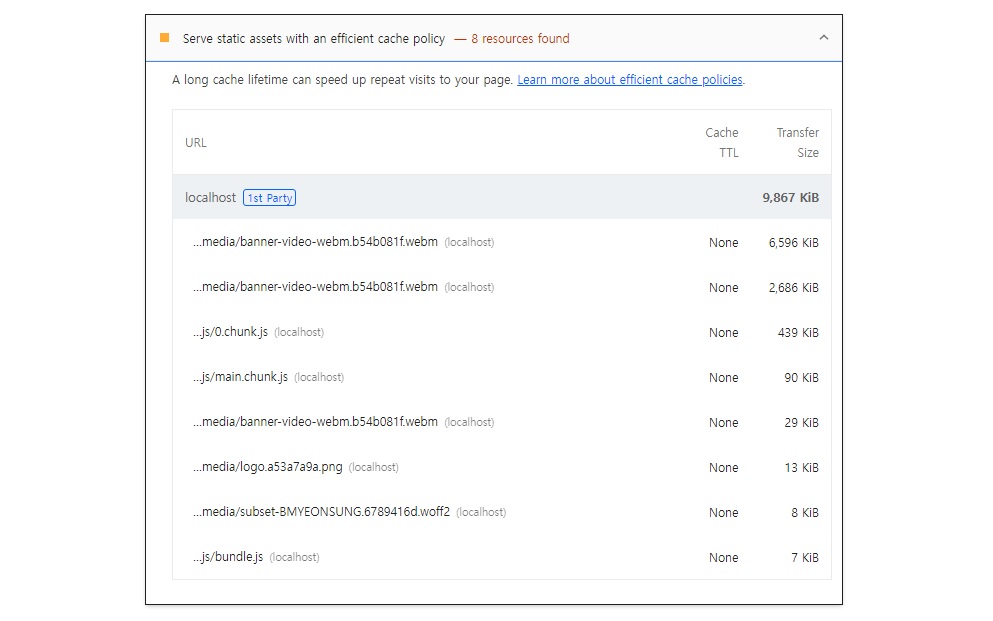 Serve static assets with an efficient cache policy — 8 resources found
A long cache lifetime can speed up repeat visits to your page. Learn more about efficient cache policies.
URL Cache TTL Transfer Size
localhost 1st Party 9,867 KiB
...media/banner-video-webm.b54b081f.webm (localhost) None 6,596 KiB
...media/banner-video-webm.b54b081f.webm (localhost) None 2,686 KiB
...js/0.chunk.js (localhost) None 439 KiB
...js/main.chunk.js (localhost) None 90 KiB
...media/banner-video-webm.b54b081f.webm (localhost) None 29 KiB
...media/logo.a53a7a9a.png (localhost) None 13 KiB
...media/subset-BMYEONSUNG.6789416d.woff2 (localhost) None 8 KiB
...js/bundle.js (localhost) None 7 KiB